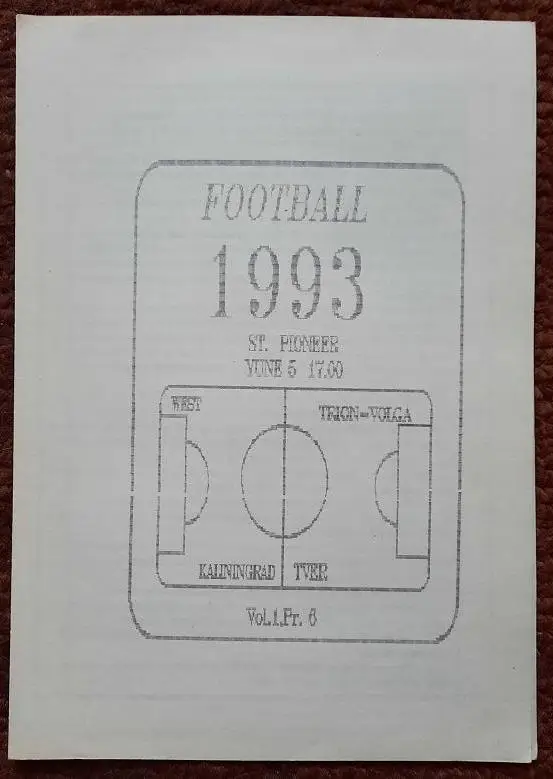 FOOTBALL
1993
ST. PIONEER
YUNE 5 17.00
WEST
TRION-VOLGA
KALININGRAD TVER
Vol.1,Pr. 6